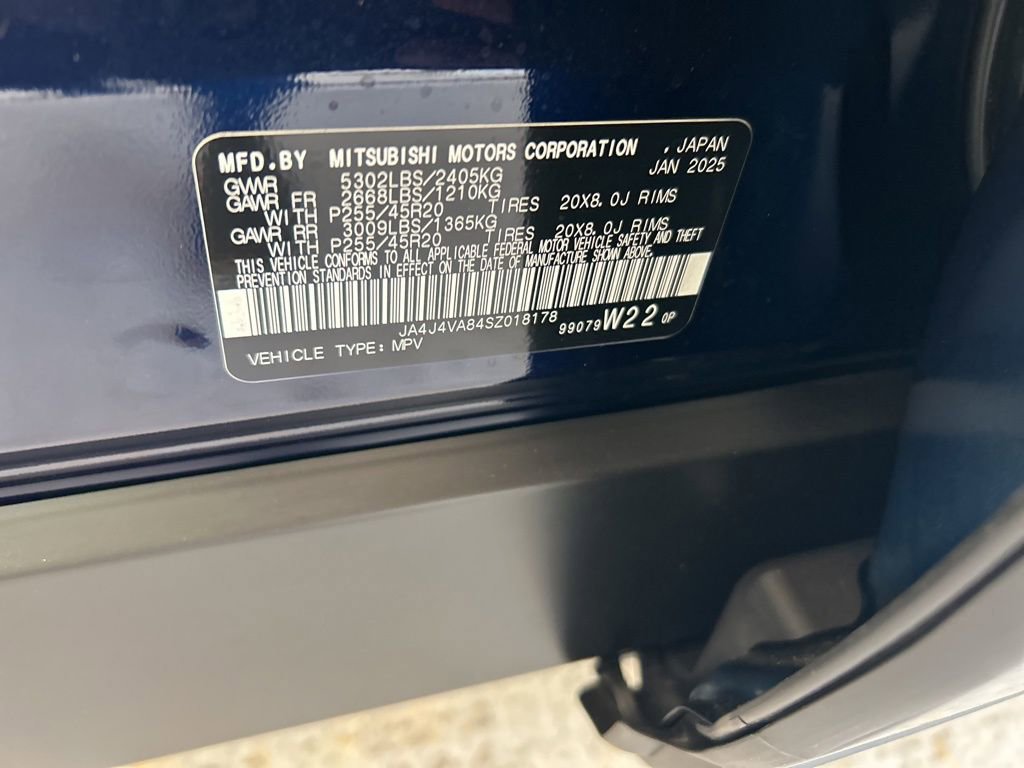 MFD.BY MITSUBISHI MOTORS CORPORATION , JAPAN
GVWR 5302LBS/2405KG JAN 2025
GAWR FR 2668LBS/1210KG
WITH P255/45R20 TIRES 20X8.0J RIMS
GAWR RR 3009LBS/1365KG
WITH P255/45R20 TIRES 20X8.0J RIMS
THIS VEHICLE CONFORMS TO ALL APPLICABLE FEDERAL MOTOR VEHICLE SAFETY AND THEFT
PREVENTION STANDARDS IN EFFECT ON THE DATE OF MANUFACTURE SHOWN ABOVE.
JA4J4VA84SZ018178
99079 W22 0P
VEHICLE TYPE: MPV